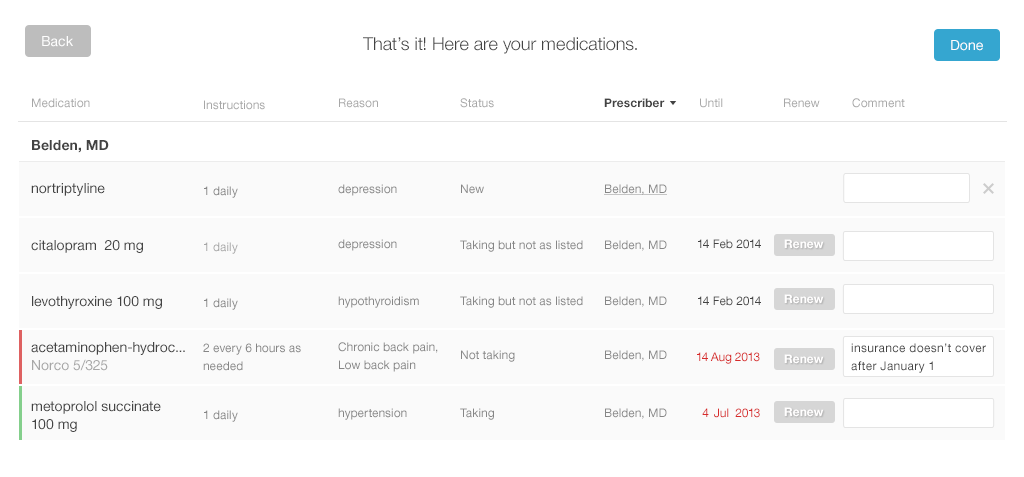 Back
That's it! Here are your medications.
Done
Medication Instructions Reason Status Prescriber Until Renew Comment
Belden, MD
nortriptyline 1 daily depression New Belden, MD
citalopram 20 mg 1 daily depression Taking but not as listed Belden, MD 14 Feb 2014 Renew
levothyroxine 100 mg 1 daily hypothyroidism Taking but not as listed Belden, MD 14 Feb 2014 Renew
acetaminophen-hydroc...
Norco 5/325
2 every 6 hours as
needed
Chronic back pain,
Low back pain
Not taking Belden, MD 14 Aug 2013 Renew
insurance doesn't cover
after January 1
metoprolol succinate
100 mg
1 daily hypertension Taking Belden, MD 4 Jul 2013 Renew